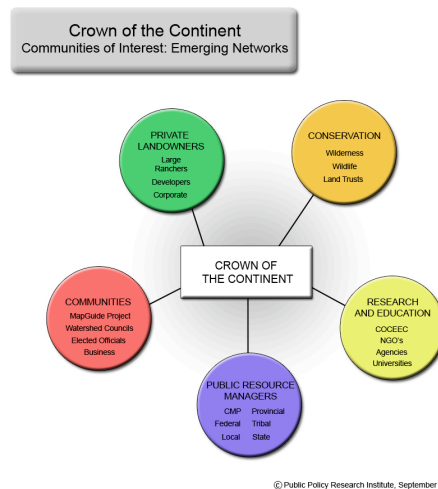 Crown of the Continent
Communities of Interest: Emerging Networks
PRIVATE
LANDOWNERS
Large
Ranchers
Developers
Corporate
CONSERVATION
Wilderness
Wildlife
Land Trusts
CROWN OF
THE CONTINENT
COMMUNITIES
MapGuide Project
Watershed Councils
Elected Officials
Business
RESEARCH
AND EDUCATION
COCEEC
NGO's
Agencies
Universities
PUBLIC RESOURCE
MANAGERS
CMP Provincial
Federal Tribal
Local State
© Public Policy Research Institute, September